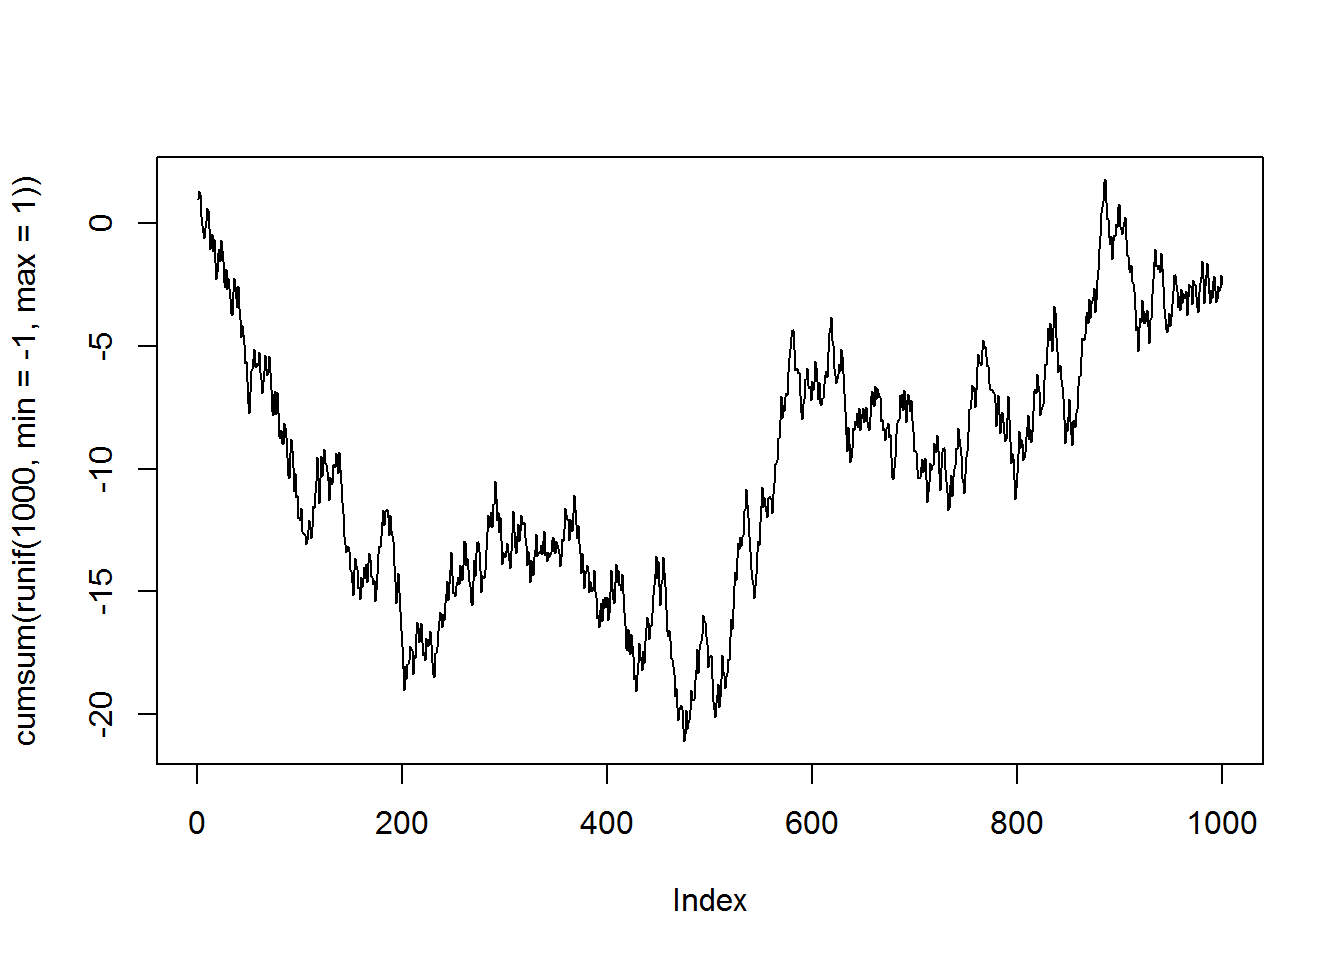 cumsum(runif(1000, min = -1, max = 1))
0
-5
-10
-15
-20
0 200 400 600 800 1000
Index